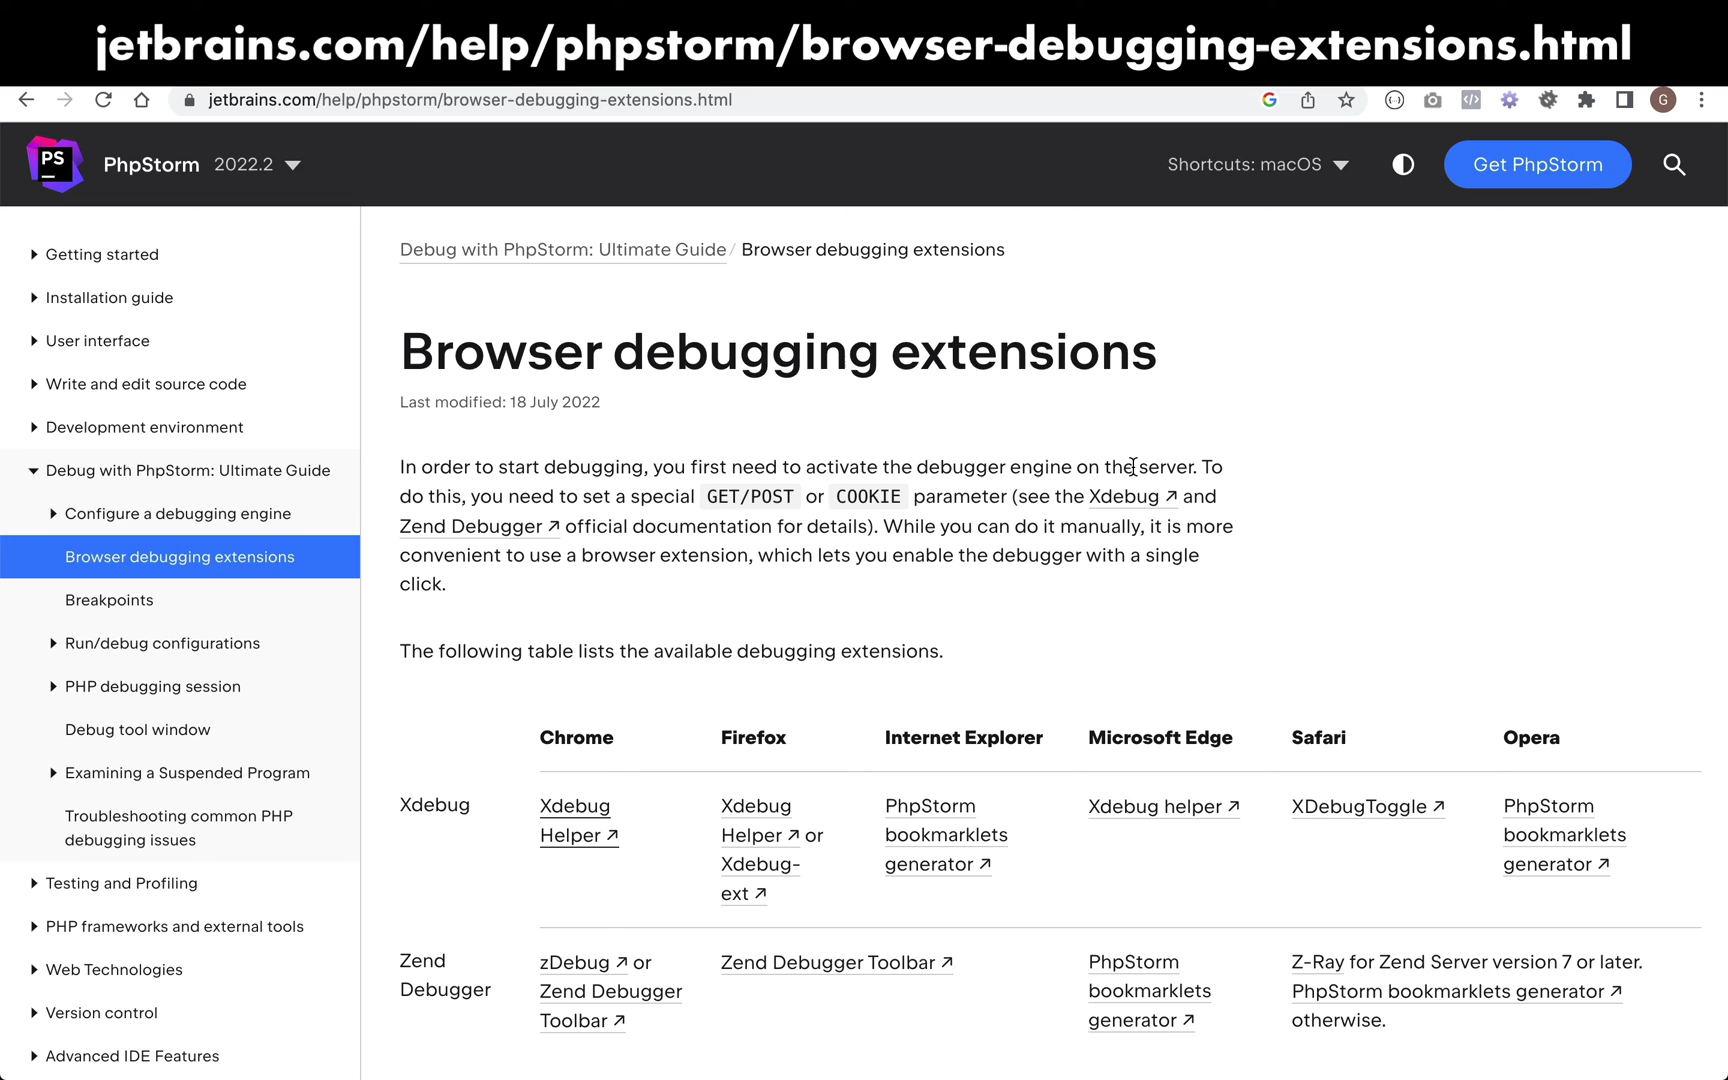 jetbrains.com/help/phpstorm/browser-debugging-extensions.html
jetbrains.com/help/phpstorm/browser-debugging-extensions.html
G
G
PS
PhpStorm 2022.2
Shortcuts: macOS
Get PhpStorm
Getting started
Installation guide
User interface
Write and edit source code
Development environment
Debug with PhpStorm: Ultimate Guide
Configure a debugging engine
Browser debugging extensions
Breakpoints
Run/debug configurations
PHP debugging session
Debug tool window
Examining a Suspended Program
Troubleshooting common PHP
debugging issues
Testing and Profiling
PHP frameworks and external tools
Web Technologies
Version control
Advanced IDE Features
Debug with PhpStorm: Ultimate Guide / Browser debugging extensions
Browser debugging extensions
Last modified: 18 July 2022
In order to start debugging, you first need to activate the debugger engine on the server. To
do this, you need to set a special GET/POST or COOKIE parameter (see the Xdebug ↗ and
Zend Debugger ↗ official documentation for details). While you can do it manually, it is more
convenient to use a browser extension, which lets you enable the debugger with a single
click.
The following table lists the available debugging extensions.
Chrome Firefox Internet Explorer Microsoft Edge Safari Opera
Xdebug
Xdebug
Helper ↗
Xdebug
Helper ↗ or
Xdebug-
ext ↗
PhpStorm
bookmarklets
generator ↗
Xdebug helper ↗
XDebugToggle ↗
PhpStorm
bookmarklets
generator ↗
Zend
Debugger
zDebug ↗ or
Zend Debugger
Toolbar ↗
Zend Debugger Toolbar ↗
PhpStorm
bookmarklets
generator ↗
Z-Ray for Zend Server version 7 or later.
PhpStorm bookmarklets generator ↗
otherwise.